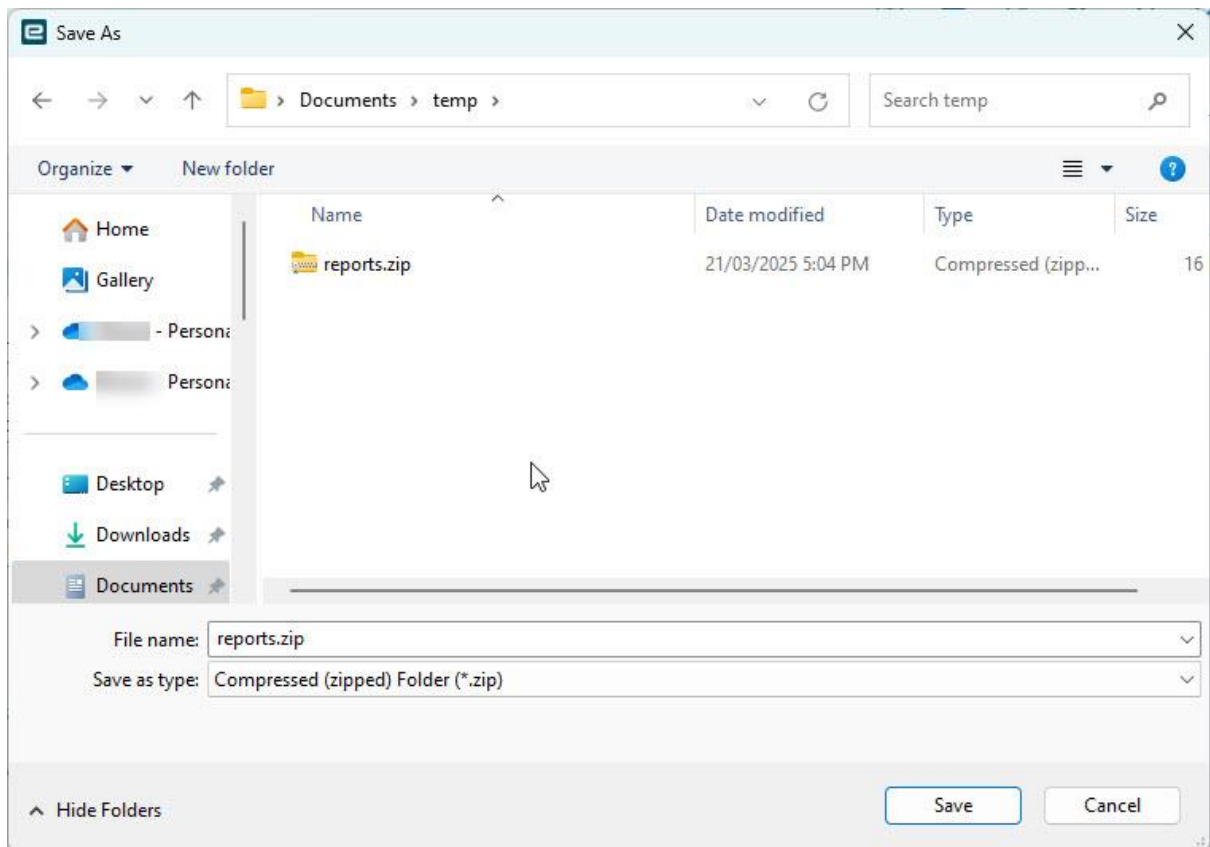 Save As
Documents > temp >
Search temp
Organize
New folder
Name
Date modified
Type
Size
Home
reports.zip
21/03/2025 5:04 PM
Compressed (zipp...
16
Gallery
- Persona
Persona
Desktop
Downloads
Documents
File name: reports.zip
Save as type: Compressed (zipped) Folder (*.zip)
Hide Folders
Save
Cancel